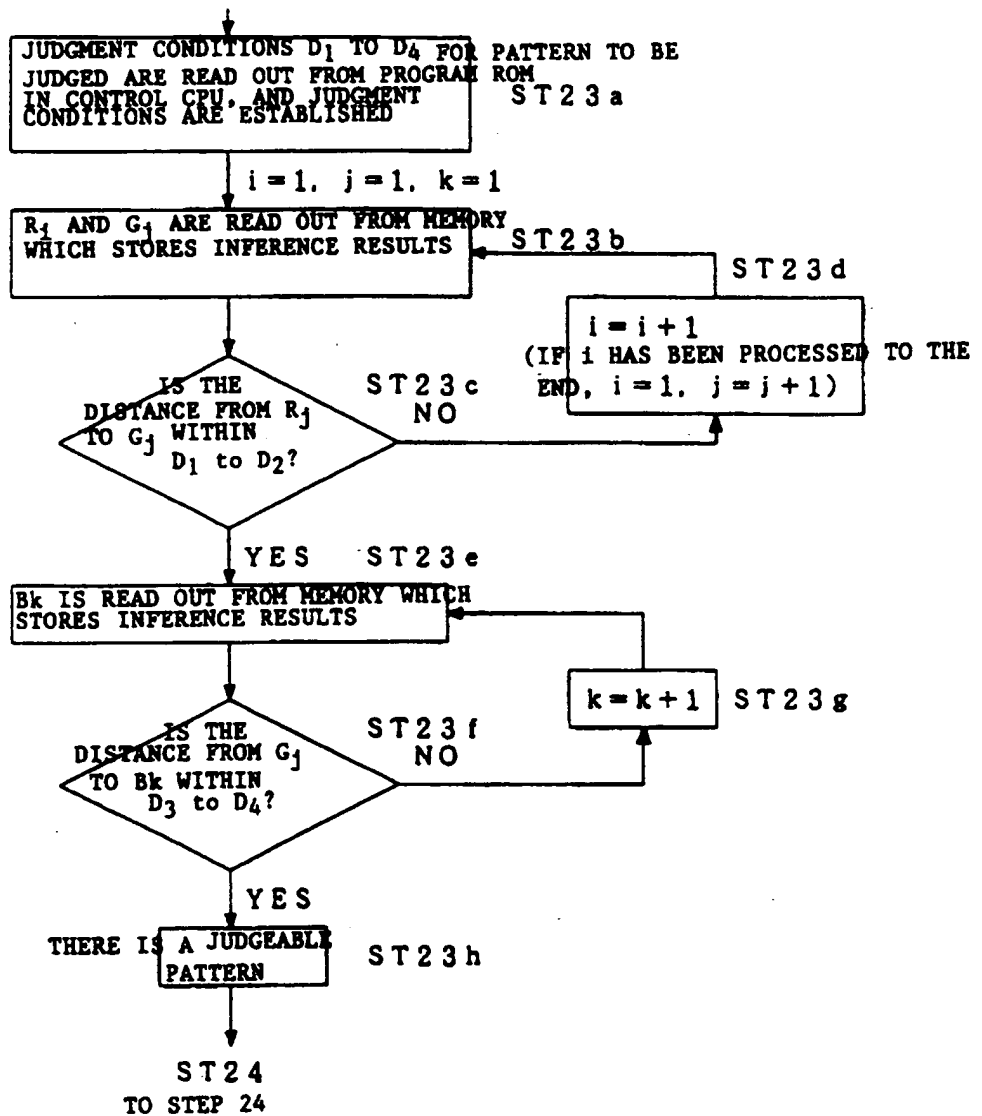 JUDGMENT CONDITIONS D₁ TO D₄ FOR PATTERN TO BE
JUDGED ARE READ OUT FROM PROGRAM ROM
IN CONTROL CPU, AND JUDGMENT
CONDITIONS ARE ESTABLISHED
ST23a
i=1, j=1, k=1
Rᵢ AND Gⱼ ARE READ OUT FROM MEMORY
WHICH STORES INFERENCE RESULTS
ST23b
ST23d
i=i+1
(IF i HAS BEEN PROCESSED TO THE
END, i=1, j=j+1)
IS THE
DISTANCE FROM Rⱼ
TO Gⱼ WITHIN
D₁ to D₂?
ST23c
NO
YES
ST23e
Bk IS READ OUT FROM MEMORY WHICH
STORES INFERENCE RESULTS
k=k+1
ST23g
IS THE
DISTANCE FROM Gⱼ
TO Bk WITHIN
D₃ to D₄?
ST23f
NO
YES
THERE IS A JUDGEABLE
PATTERN
ST23h
ST24
TO STEP 24